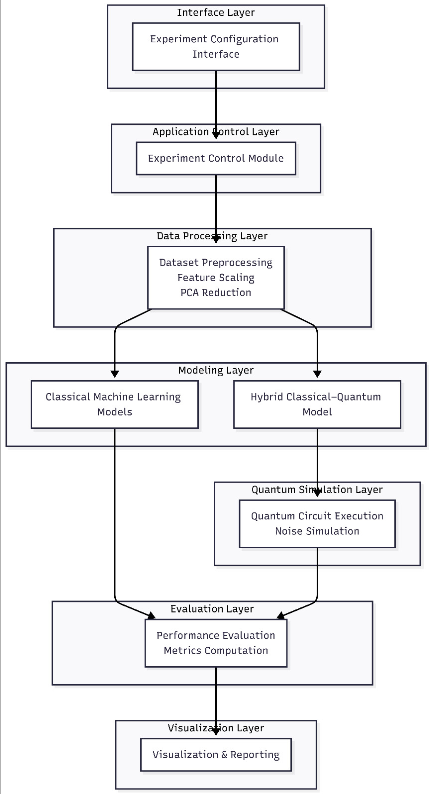 Interface Layer
Experiment Configuration
Interface
Application Control Layer
Experiment Control Module
Data Processing Layer
Dataset Preprocessing
Feature Scaling
PCA Reduction
Modeling Layer
Classical Machine Learning
Models
Hybrid Classical–Quantum
Model
Quantum Simulation Layer
Quantum Circuit Execution
Noise Simulation
Evaluation Layer
Performance Evaluation
Metrics Computation
Visualization Layer
Visualization & Reporting